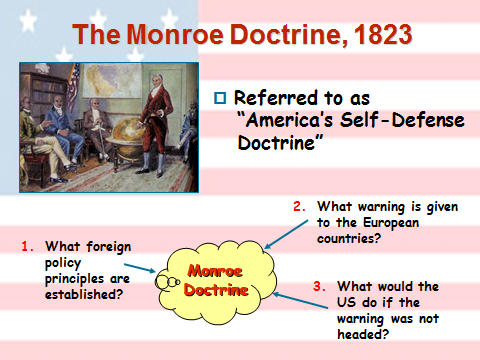 The Monroe Doctrine, 1823
Referred to as
"America's Self-Defense
Doctrine"
2. What warning is given
to the European
countries?
1. What foreign
policy
principles are
established?
Monroe
Doctrine
3. What would the
US do if the
warning was not
headed?